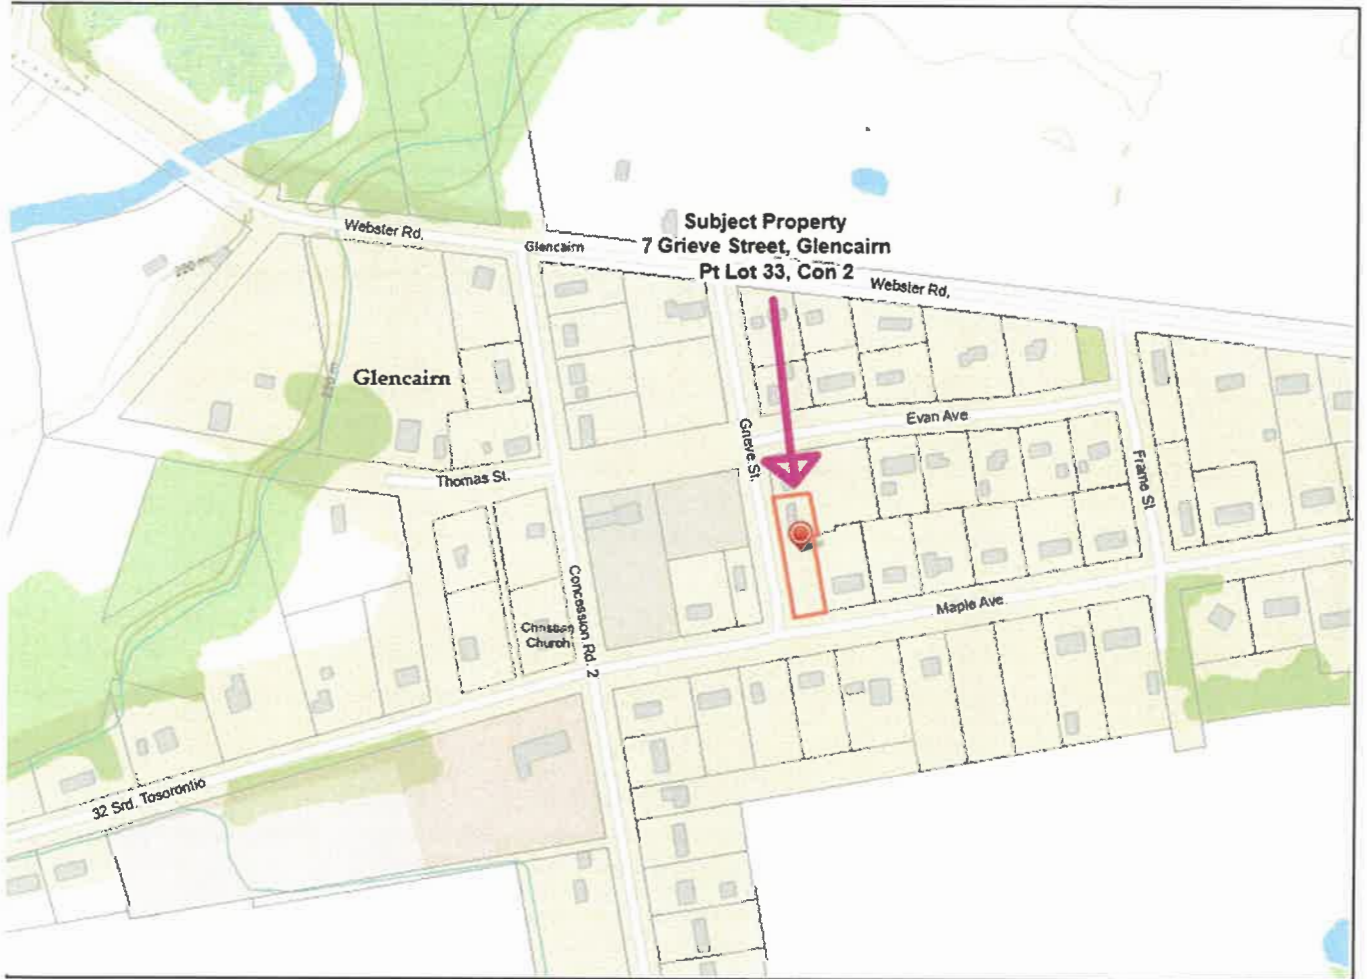 Webster Rd.
Glencairn
Subject Property
7 Grieve Street, Glencairn
Pt Lot 33, Con 2
Webster Rd.
Glencairn
Evan Ave
Grieve St.
Frame St
Thomas St.
Concession Rd. 2
Christian
Church
Maple Ave
32 Srd. Tosorontio